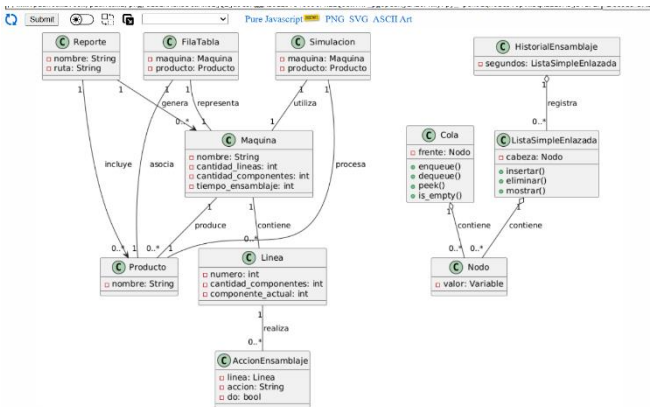 Submit
Pure Javascript PNG SVG ASCII Art
C Reporte
nombre: String
ruta: String
C FilaTabla
maquina: Maquina
producto: Producto
C Simulacion
maquina: Maquina
producto: Producto
C HistorialEnsamblaje
segundos: ListaSimpleEnlazada
1 1 1 1 1 1 1
genera representa utiliza registra
0..* 1 1 0..*
C Maquina
nombre: String
cantidad_lineas: int
cantidad_componentes: int
tiempo_ensamblaje: int
C Cola
frente: Nodo
enqueue()
dequeue()
peek()
is_empty()
C ListaSimpleEnlazada
cabeza: Nodo
insertar()
eliminar()
mostrar()
incluye asocia procesa
1 1 1 1
produce contiene contiene contiene
0..* 1 0..* 1 0..* 0..* 0..*
C Producto
nombre: String
C Linea
numero: int
cantidad_componentes: int
componente_actual: int
C Nodo
valor: Variable
1
realiza
0..*
C AccionEnsamblaje
linea: Linea
accion: String
do: bool